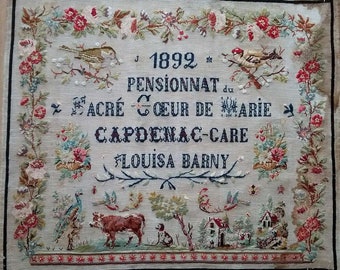 J 1892
PENSIONNAT du
SACRÉ CŒUR DE MARIE
CAPDENAC-GARE
LOUISA BARNY